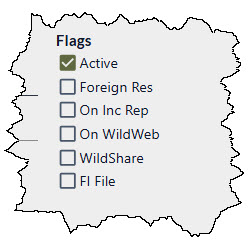 Flags
Active
Foreign Res
On Inc Rep
On WildWeb
WildShare
FI File